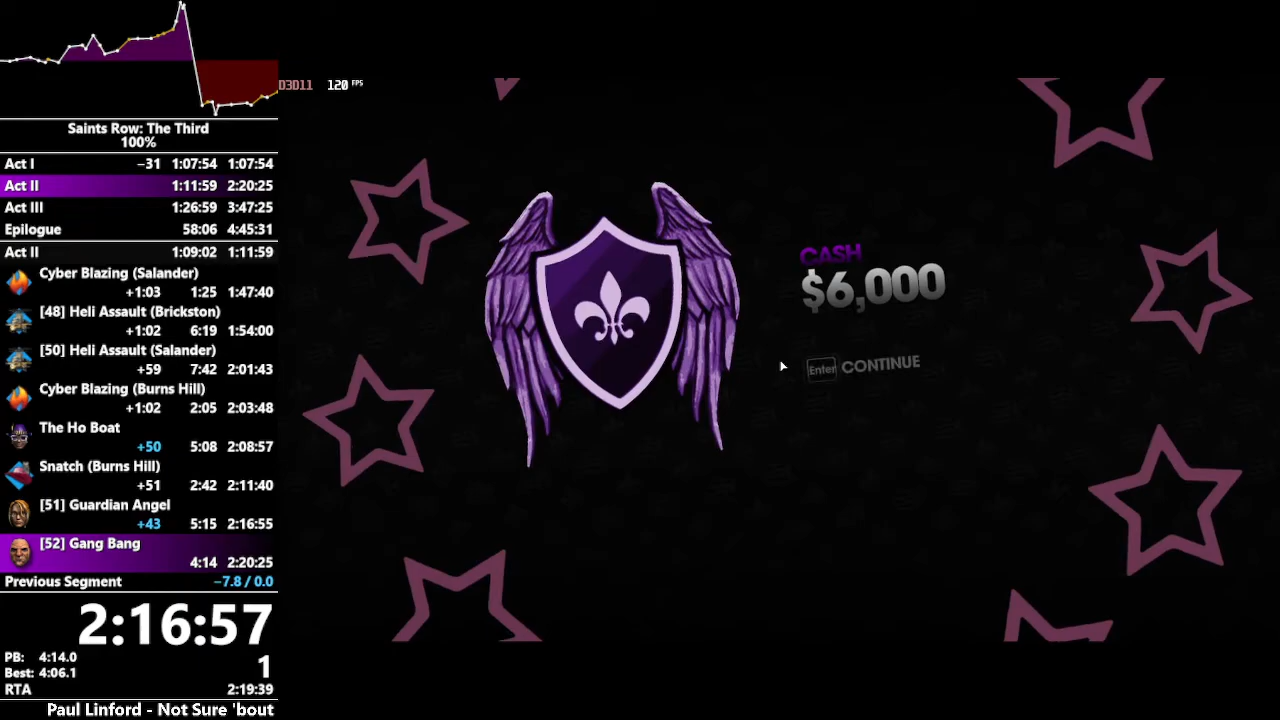 D3D11 120 FPS
Saints Row: The Third
100%
Act I −31 1:07:54 1:07:54
Act II 1:11:59 2:20:25
Act III 1:26:59 3:47:25
Epilogue 58:06 4:45:31
Act II 1:09:02 1:11:59
Cyber Blazing (Salander)
+1:03 1:25 1:47:40
[48] Heli Assault (Brickston)
+1:02 6:19 1:54:00
[50] Heli Assault (Salander)
+59 7:42 2:01:43
Cyber Blazing (Burns Hill)
+1:02 2:05 2:03:48
The Ho Boat
+50 5:08 2:08:57
Snatch (Burns Hill)
+51 2:42 2:11:40
[51] Guardian Angel
+43 5:15 2:16:55
[52] Gang Bang
4:14 2:20:25
Previous Segment −7.8 / 0.0
2:16:57
PB: 4:14.0
Best: 4:06.1
1
RTA 2:19:39
Paul Linford - Not Sure 'bout
CASH
$6,000
Enter CONTINUE